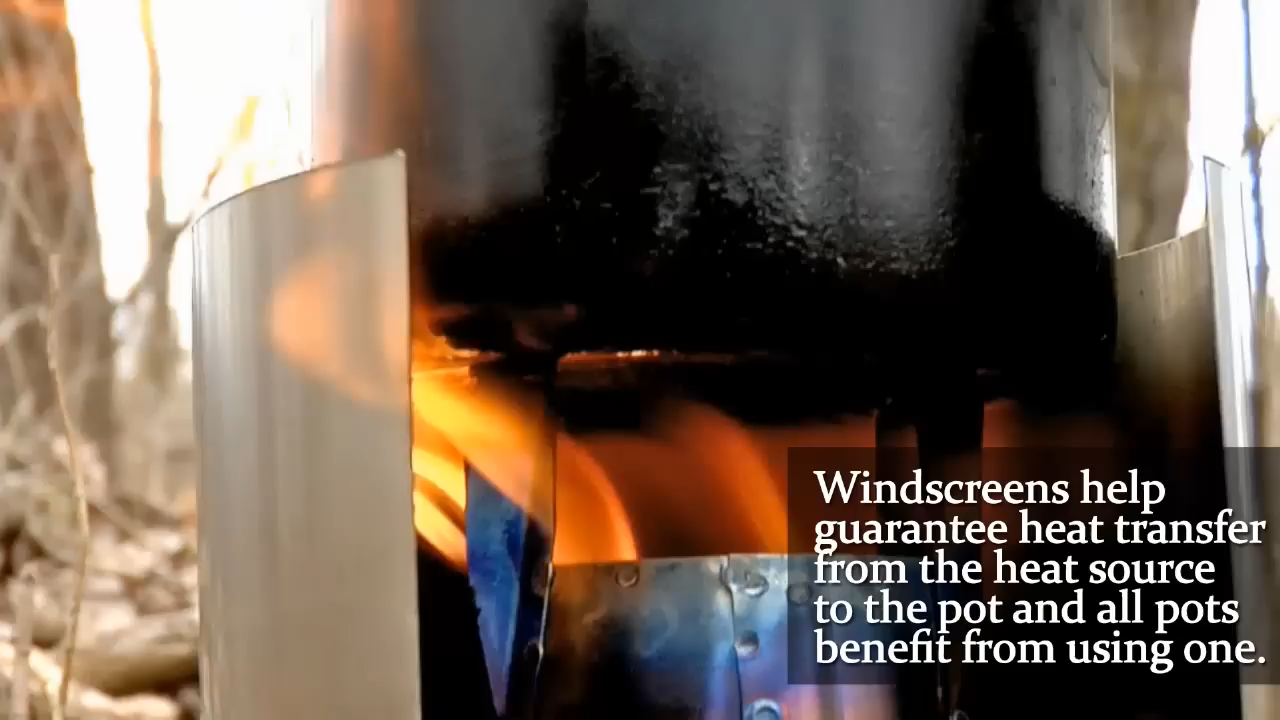 Windscreens help
guarantee heat transfer
from the heat source
to the pot and all pots
benefit from using one.